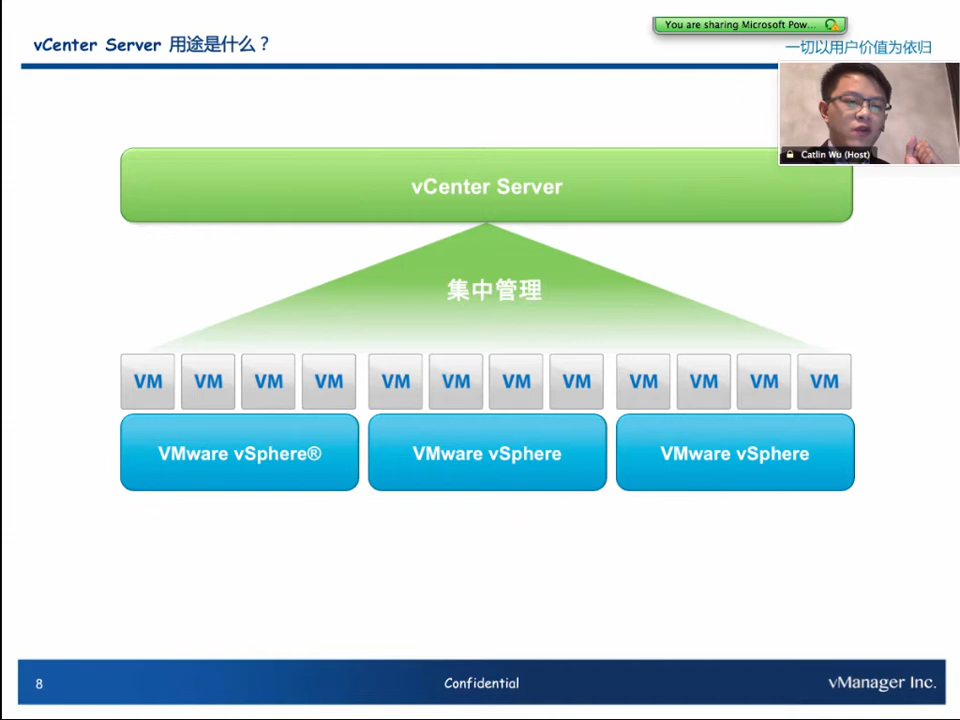 You are sharing Microsoft Pow...
vCenter Server 用途是什么？
一切以用户价值为依归
Catlin Wu (Host)
vCenter Server
集中管理
VM VM VM VM VM VM VM VM VM VM VM VM
VMware vSphere® VMware vSphere VMware vSphere
8 Confidential vManager Inc.